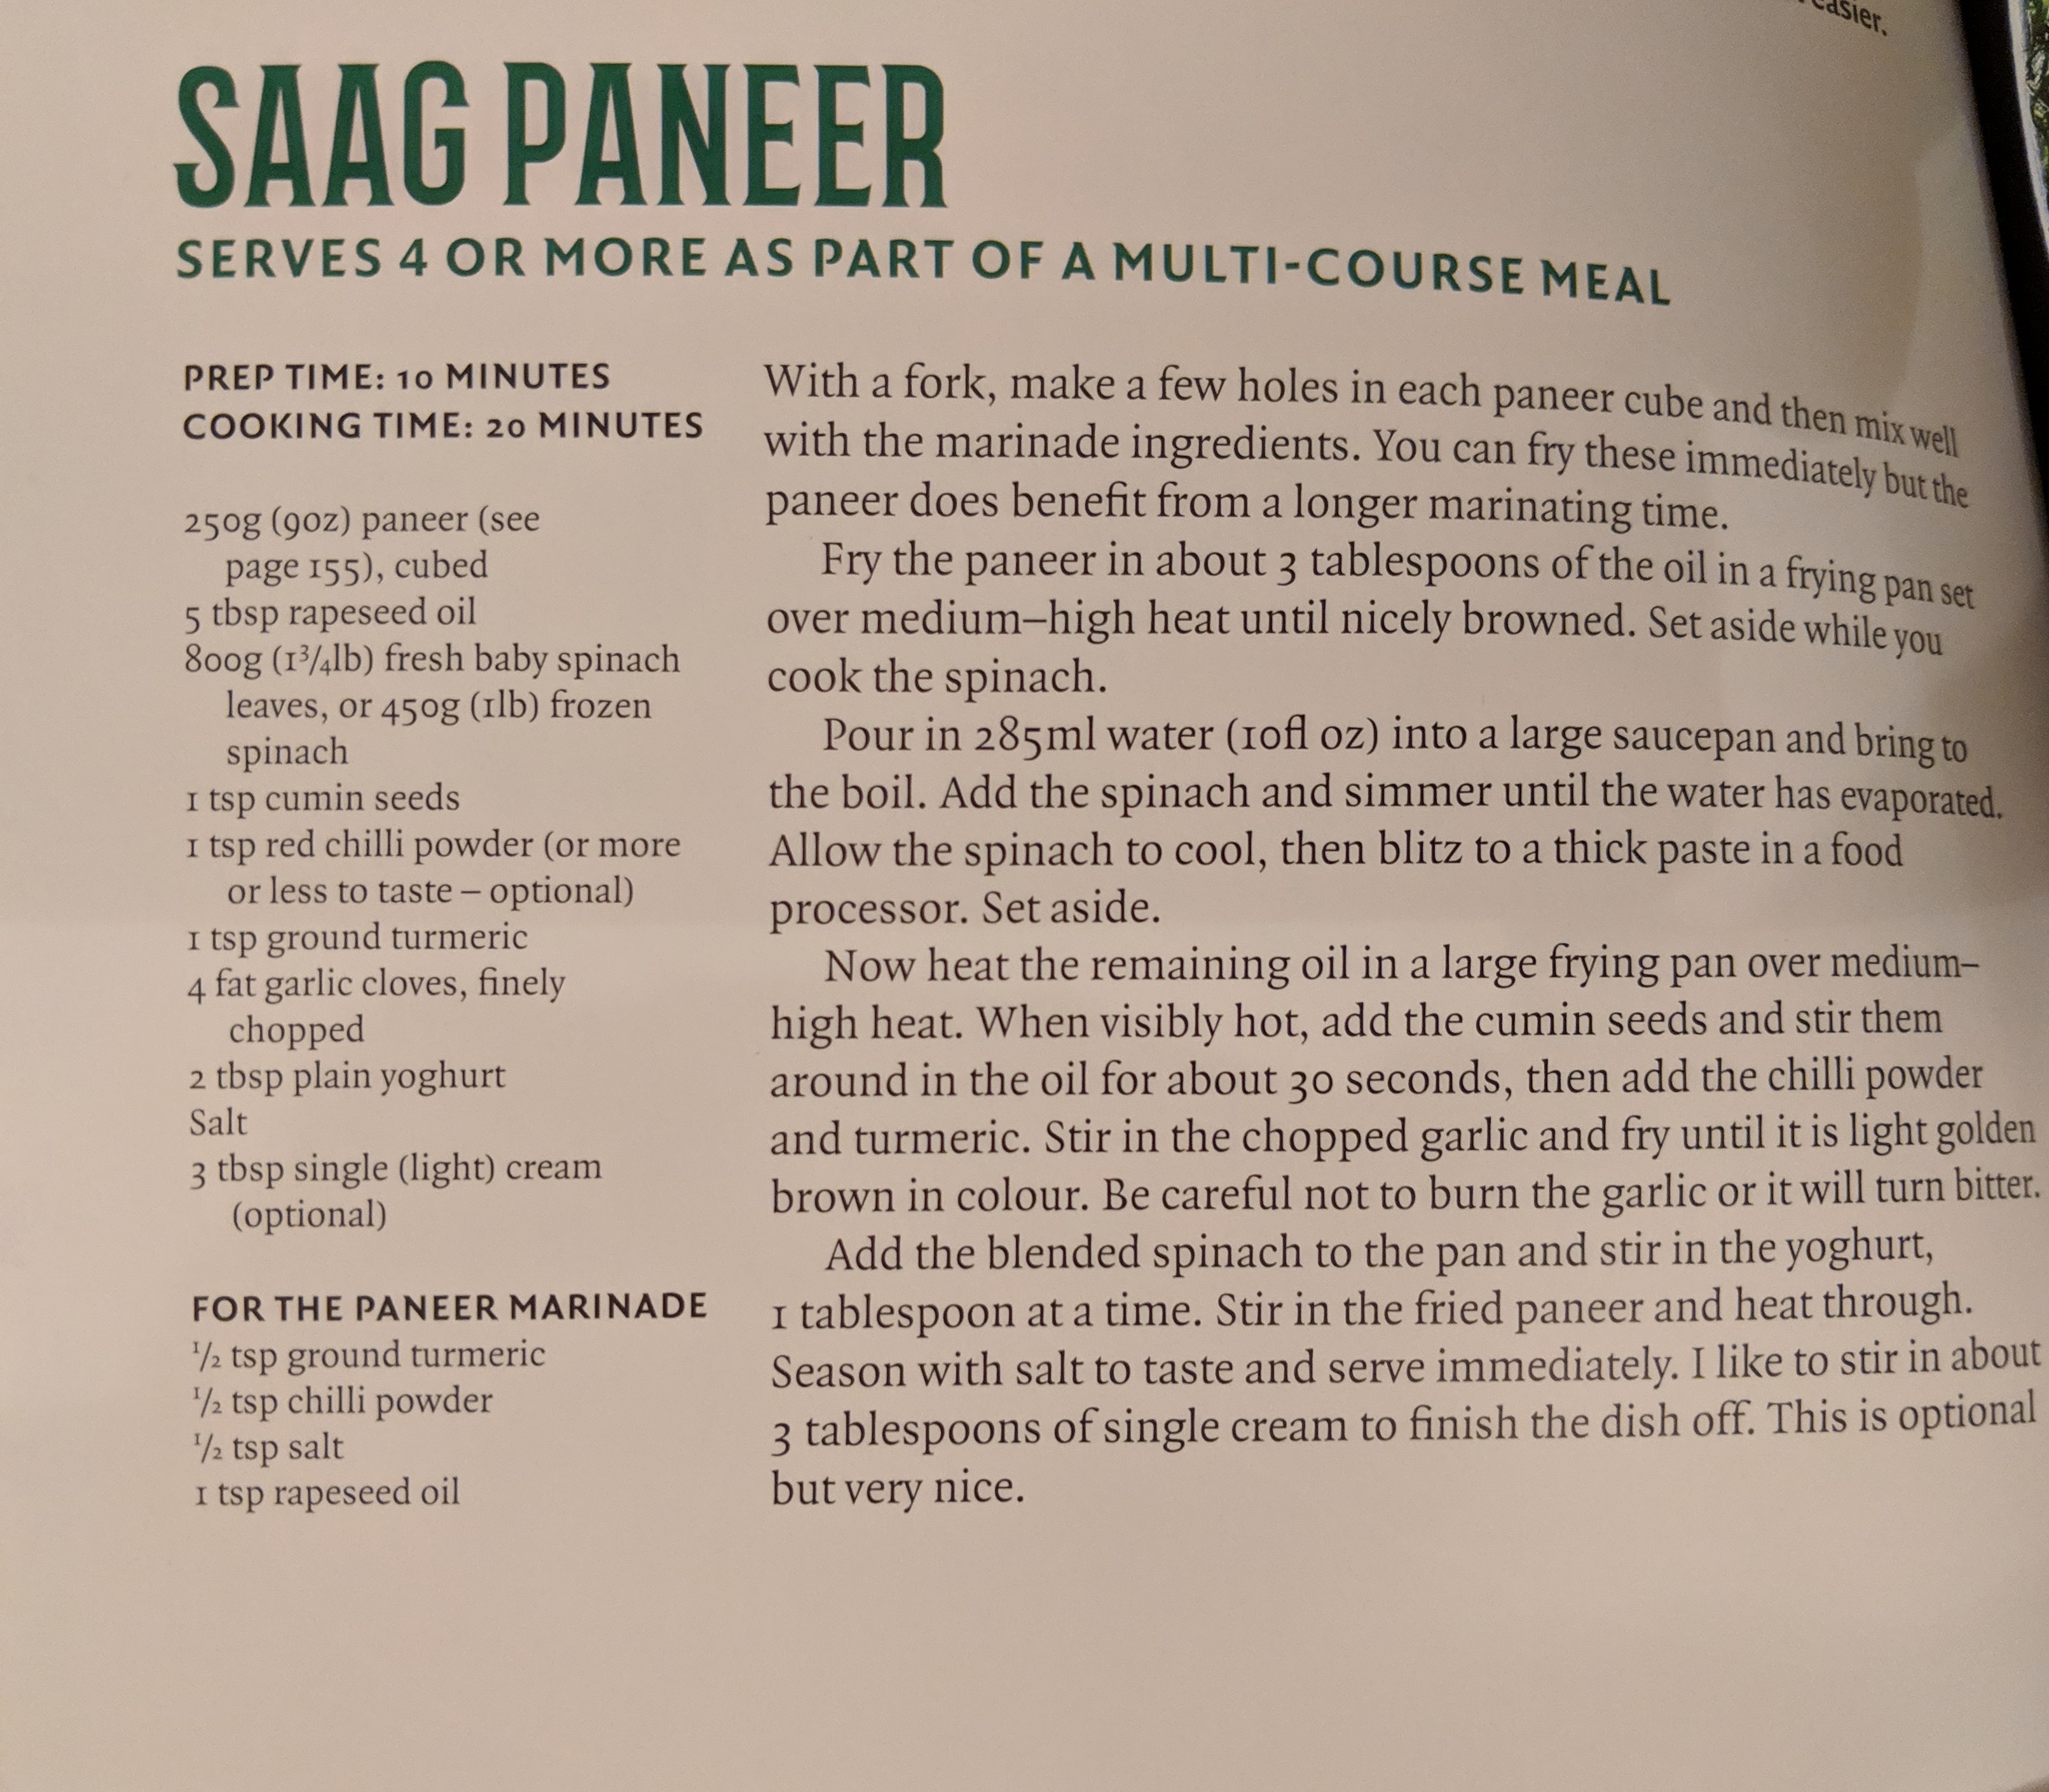 easier.
SAAG PANEER
SERVES 4 OR MORE AS PART OF A MULTI-COURSE MEAL
PREP TIME: 10 MINUTES
COOKING TIME: 20 MINUTES
250g (9oz) paneer (see
page 155), cubed
5 tbsp rapeseed oil
800g (1¾lb) fresh baby spinach
leaves, or 450g (1lb) frozen
spinach
1 tsp cumin seeds
1 tsp red chilli powder (or more
or less to taste – optional)
1 tsp ground turmeric
4 fat garlic cloves, finely
chopped
2 tbsp plain yoghurt
Salt
3 tbsp single (light) cream
(optional)
FOR THE PANEER MARINADE
½ tsp ground turmeric
½ tsp chilli powder
½ tsp salt
1 tsp rapeseed oil
With a fork, make a few holes in each paneer cube and then mix well
with the marinade ingredients. You can fry these immediately but the
paneer does benefit from a longer marinating time.
Fry the paneer in about 3 tablespoons of the oil in a frying pan set
over medium–high heat until nicely browned. Set aside while you
cook the spinach.
Pour in 285ml water (10fl oz) into a large saucepan and bring to
the boil. Add the spinach and simmer until the water has evaporated.
Allow the spinach to cool, then blitz to a thick paste in a food
processor. Set aside.
Now heat the remaining oil in a large frying pan over medium–
high heat. When visibly hot, add the cumin seeds and stir them
around in the oil for about 30 seconds, then add the chilli powder
and turmeric. Stir in the chopped garlic and fry until it is light golden
brown in colour. Be careful not to burn the garlic or it will turn bitter.
Add the blended spinach to the pan and stir in the yoghurt,
1 tablespoon at a time. Stir in the fried paneer and heat through.
Season with salt to taste and serve immediately. I like to stir in about
3 tablespoons of single cream to finish the dish off. This is optional
but very nice.